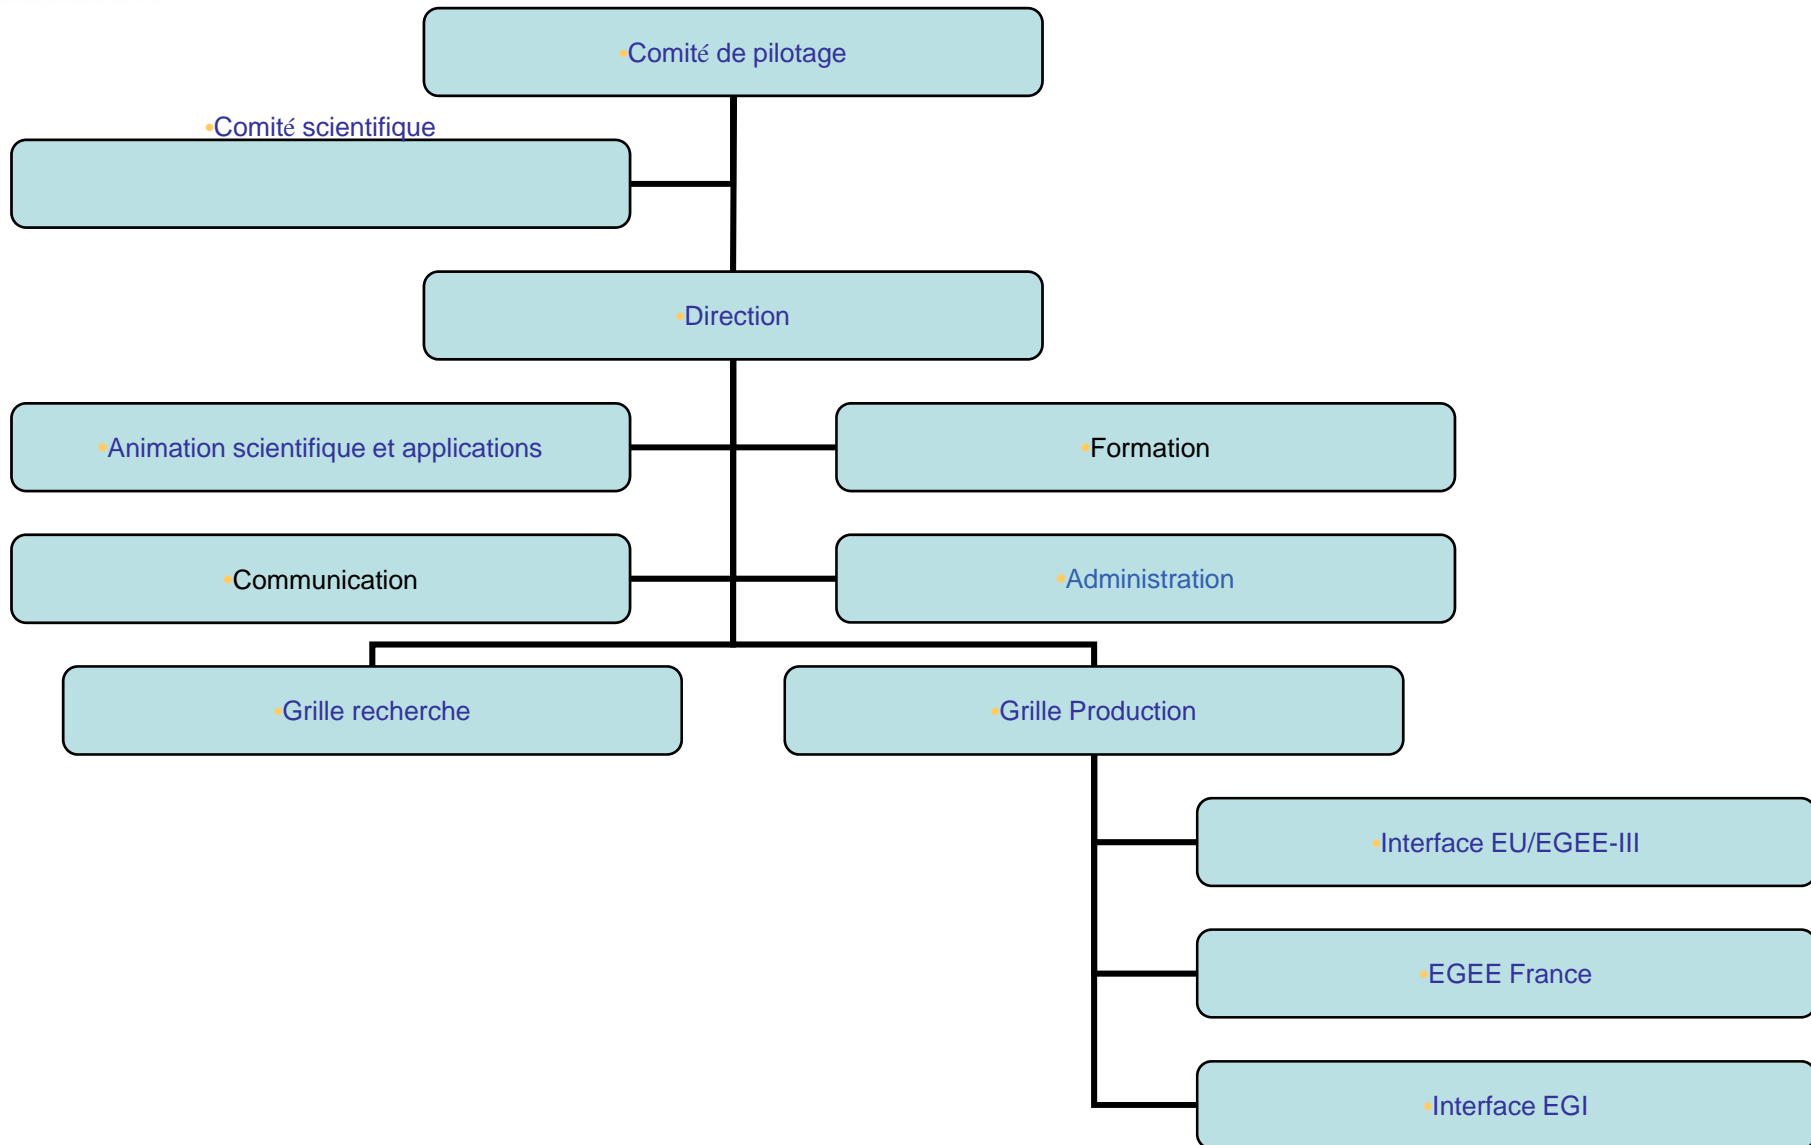 •Comité de pilotage
•Comité scientifique
•Direction
•Animation scientifique et applications
•Formation
•Communication
•Administration
•Grille recherche
•Grille Production
•Interface EU/EGEE-III
•EGEE France
•Interface EGI